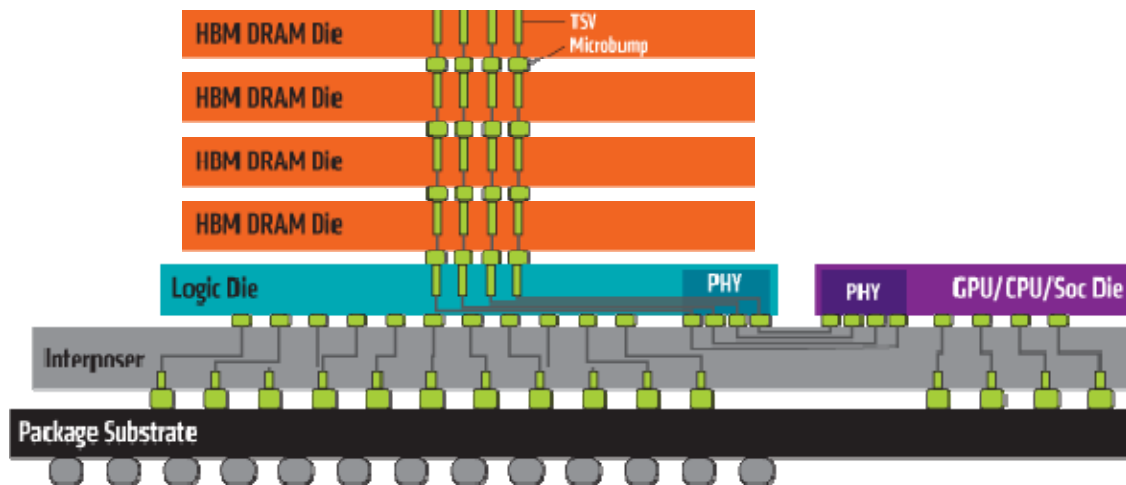 HBM DRAM Die
TSV
Microbump
HBM DRAM Die
HBM DRAM Die
HBM DRAM Die
Logic Die
PHY
PHY
GPU/CPU/Soc Die
Interposer
Package Substrate